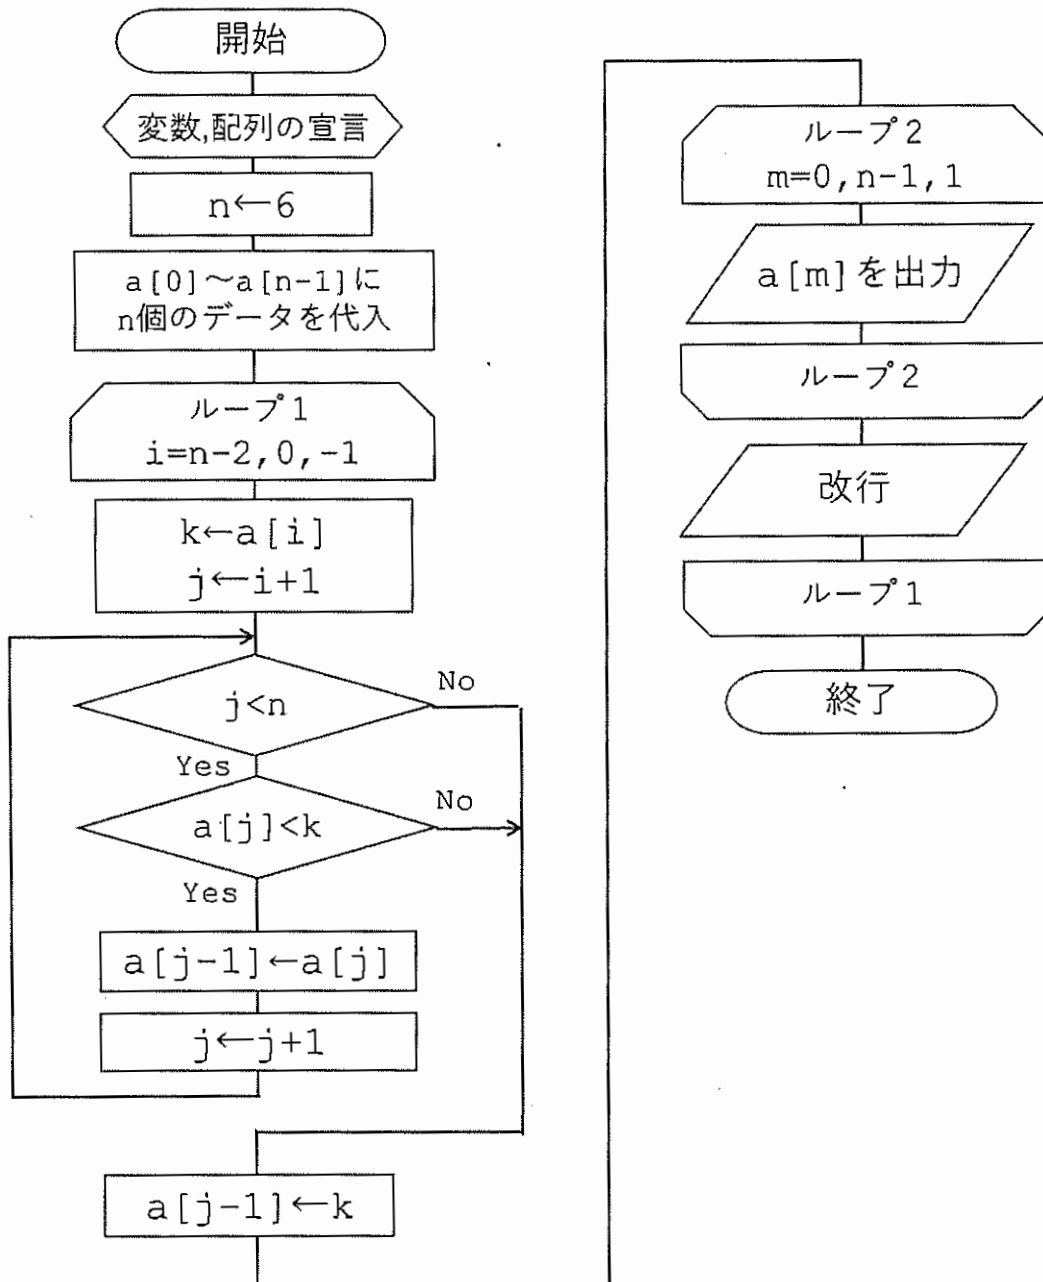 開始
変数,配列の宣言
n←6
a[0]～a[n-1]に
n個のデータを代入
ループ1
i=n-2,0,-1
k←a[i]
j←i+1
j<n
No
Yes
a[j]<k
No
Yes
a[j-1]←a[j]
j←j+1
a[j-1]←k
ループ2
m=0,n-1,1
a[m]を出力
ループ2
改行
ループ1
終了